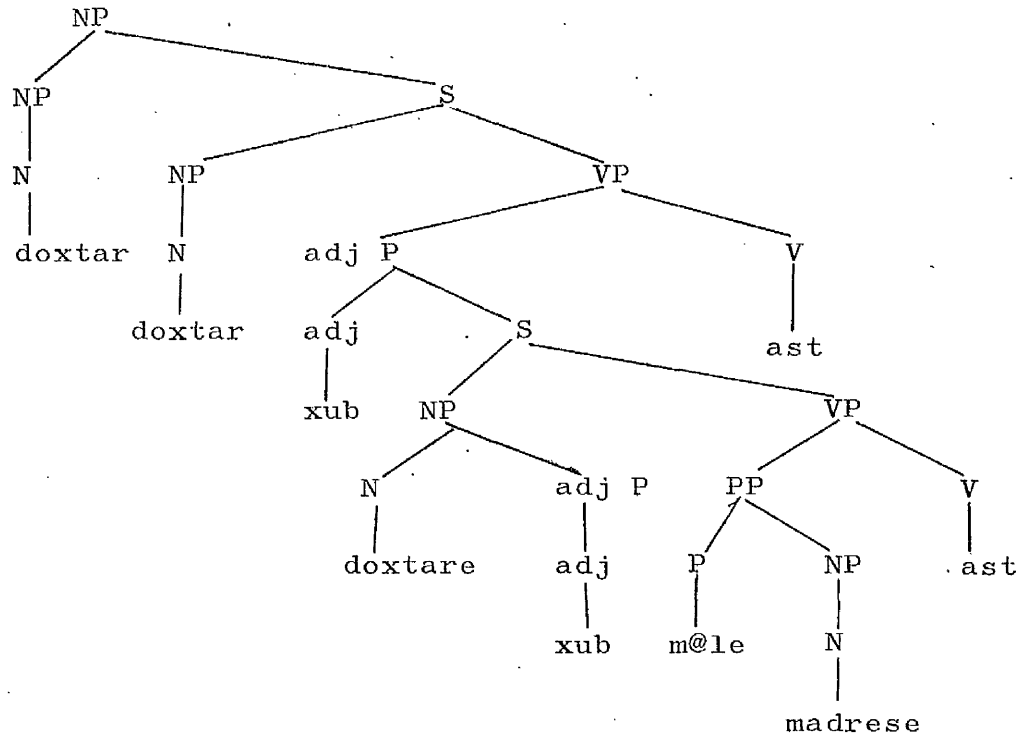 NP
NP S
N NP VP
doxtar N adj P V
doxtar adj S ast
xub NP VP
N adj P PP V
doxtare adj P NP ast
xub m@le N
madrese